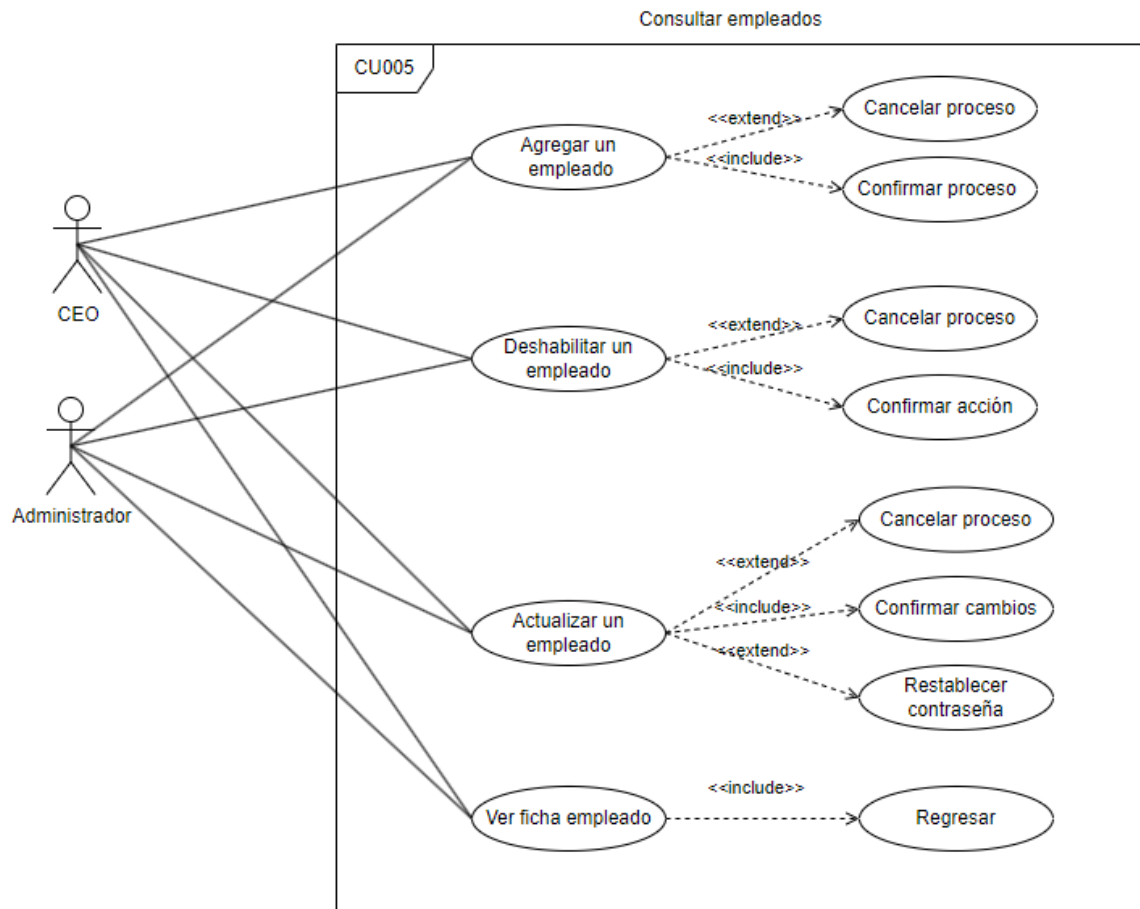 Consultar empleados
CU005
<<extend>>
Cancelar proceso
Agregar un
empleado
<<include>>
Confirmar proceso
CEO
<<extend>>
Cancelar proceso
Deshabilitar un
empleado
<<include>>
Confirmar acción
Administrador
Cancelar proceso
<<extend>>
Actualizar un
empleado
<<include>>
Confirmar cambios
<<extend>>
Restablecer
contraseña
<<include>>
Ver ficha empleado
Regresar